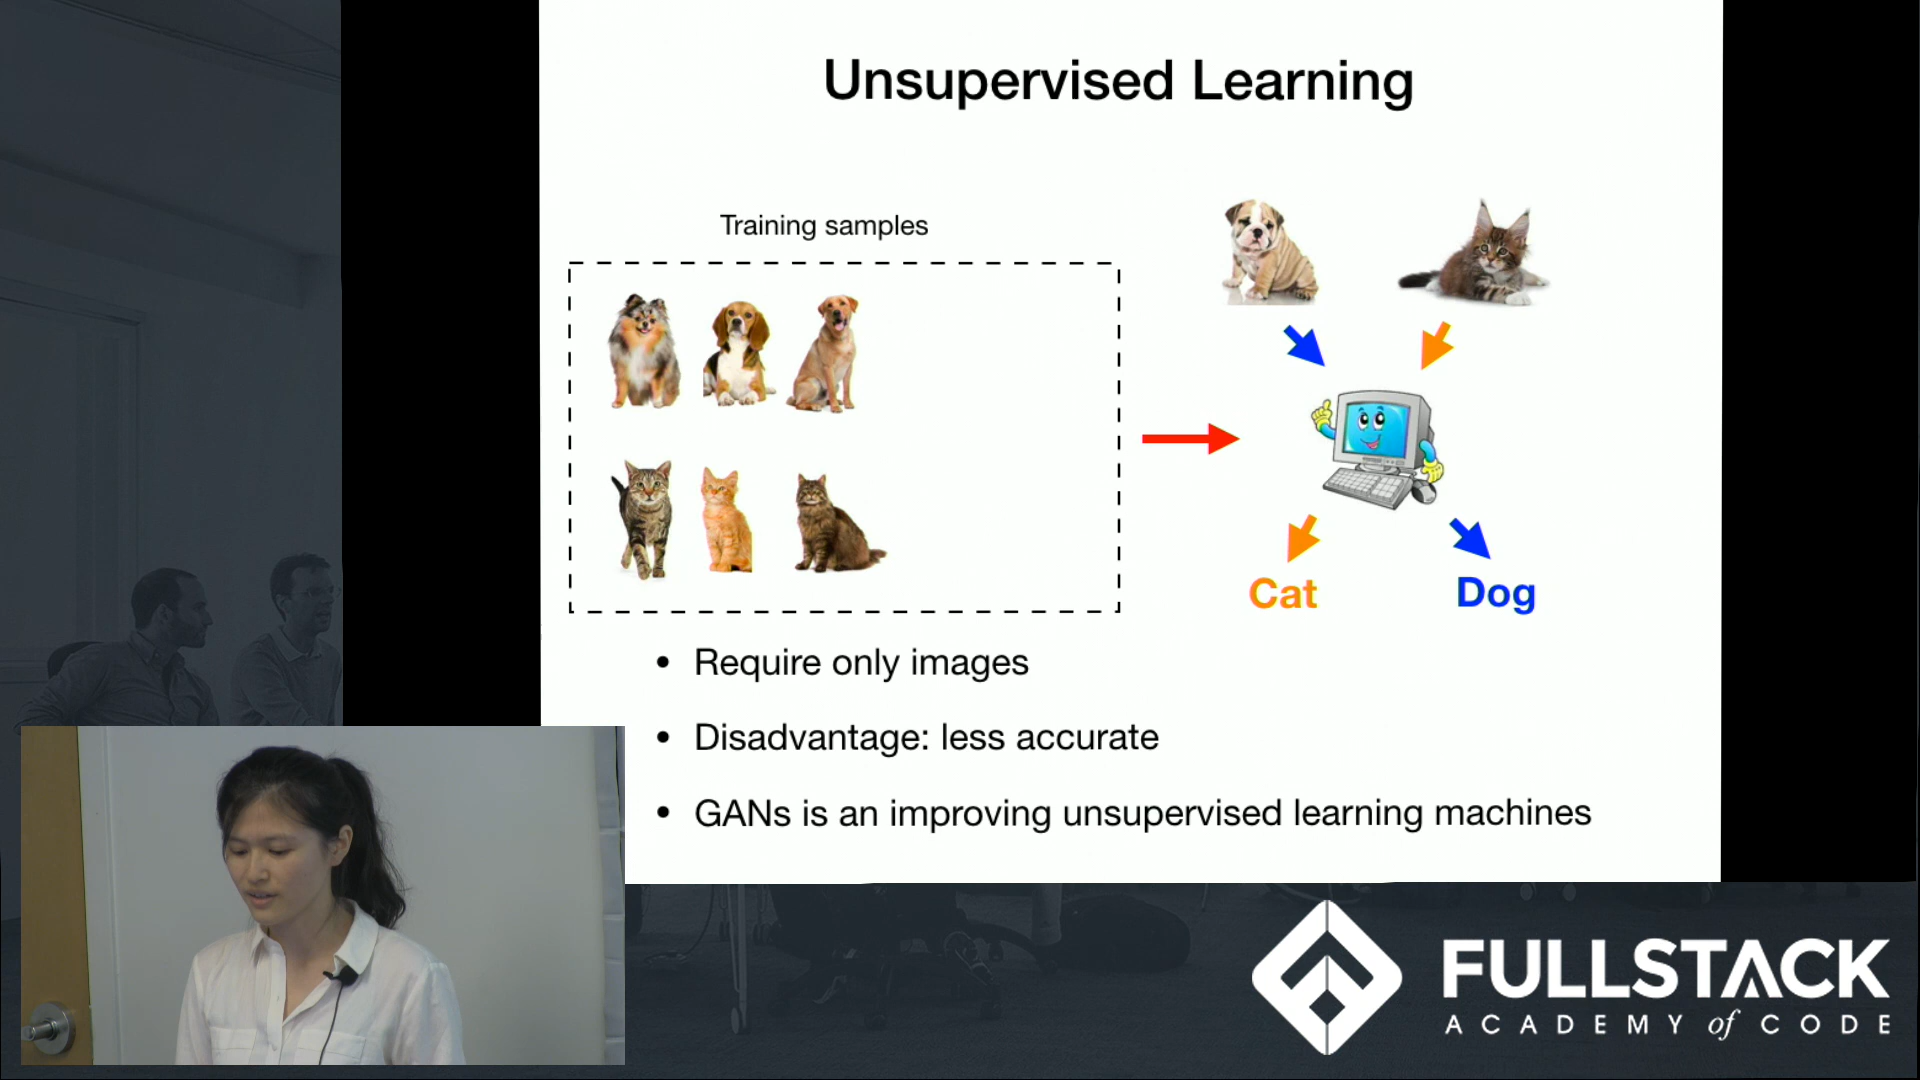 Unsupervised Learning
Training samples
Cat
Dog
• Require only images
• Disadvantage: less accurate
• GANs is an improving unsupervised learning machines
FULLSTACK
ACADEMY of CODE